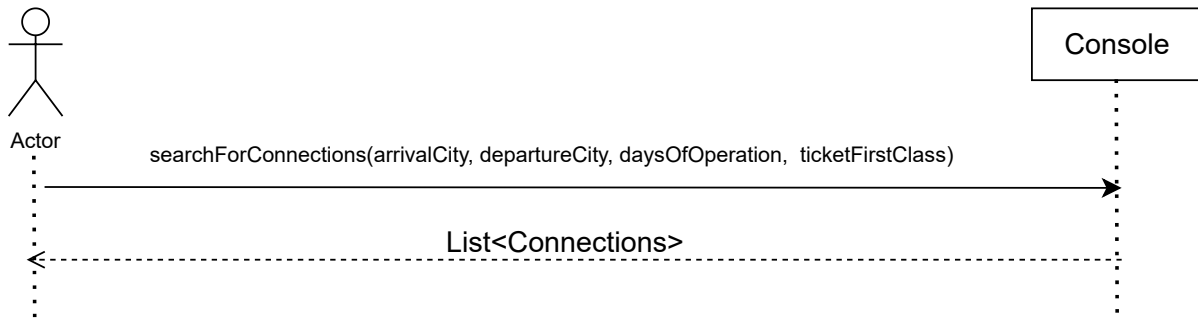 Console
Actor
searchForConnections(arrivalCity, departureCity, daysOfOperation,  ticketFirstClass)
List<Connections>